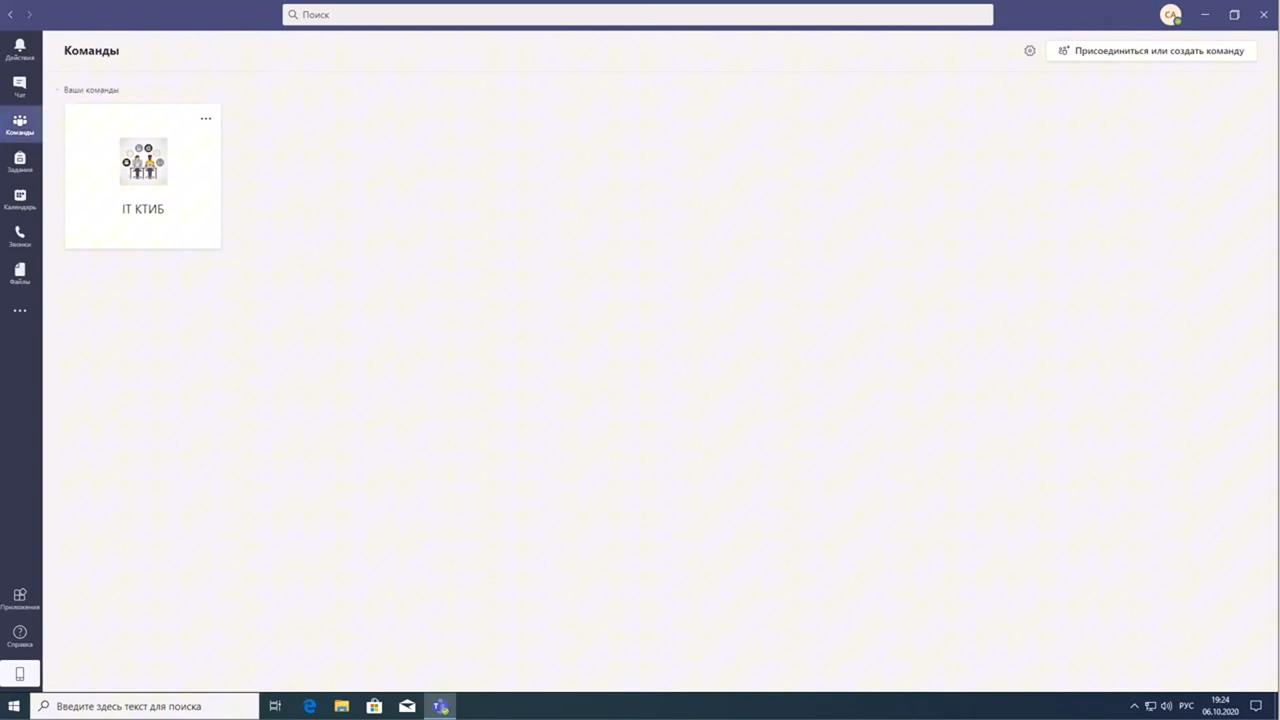 Поиск
СА
Действия
Чат
Команды
Задания
Календарь
Звонки
Файлы
Приложения
Справка
Команды
Присоединиться или создать команду
Ваши команды
IT КТИБ
Введите здесь текст для поиска
РУС
19:24
06.10.2020